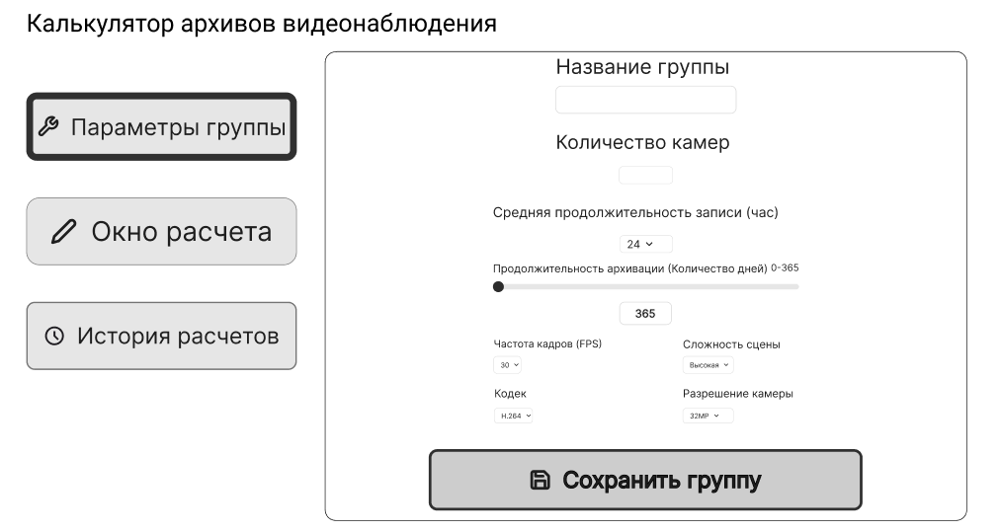 Калькулятор архивов видеонаблюдения
Параметры группы
Окно расчета
История расчетов
Название группы
Количество камер
Средняя продолжительность записи (час)
24
Продолжительность архивации (Количество дней) 0-365
365
Частота кадров (FPS)
Сложность сцены
30
Высокая
Кодек
Разрешение камеры
H.264
32MP
Сохранить группу